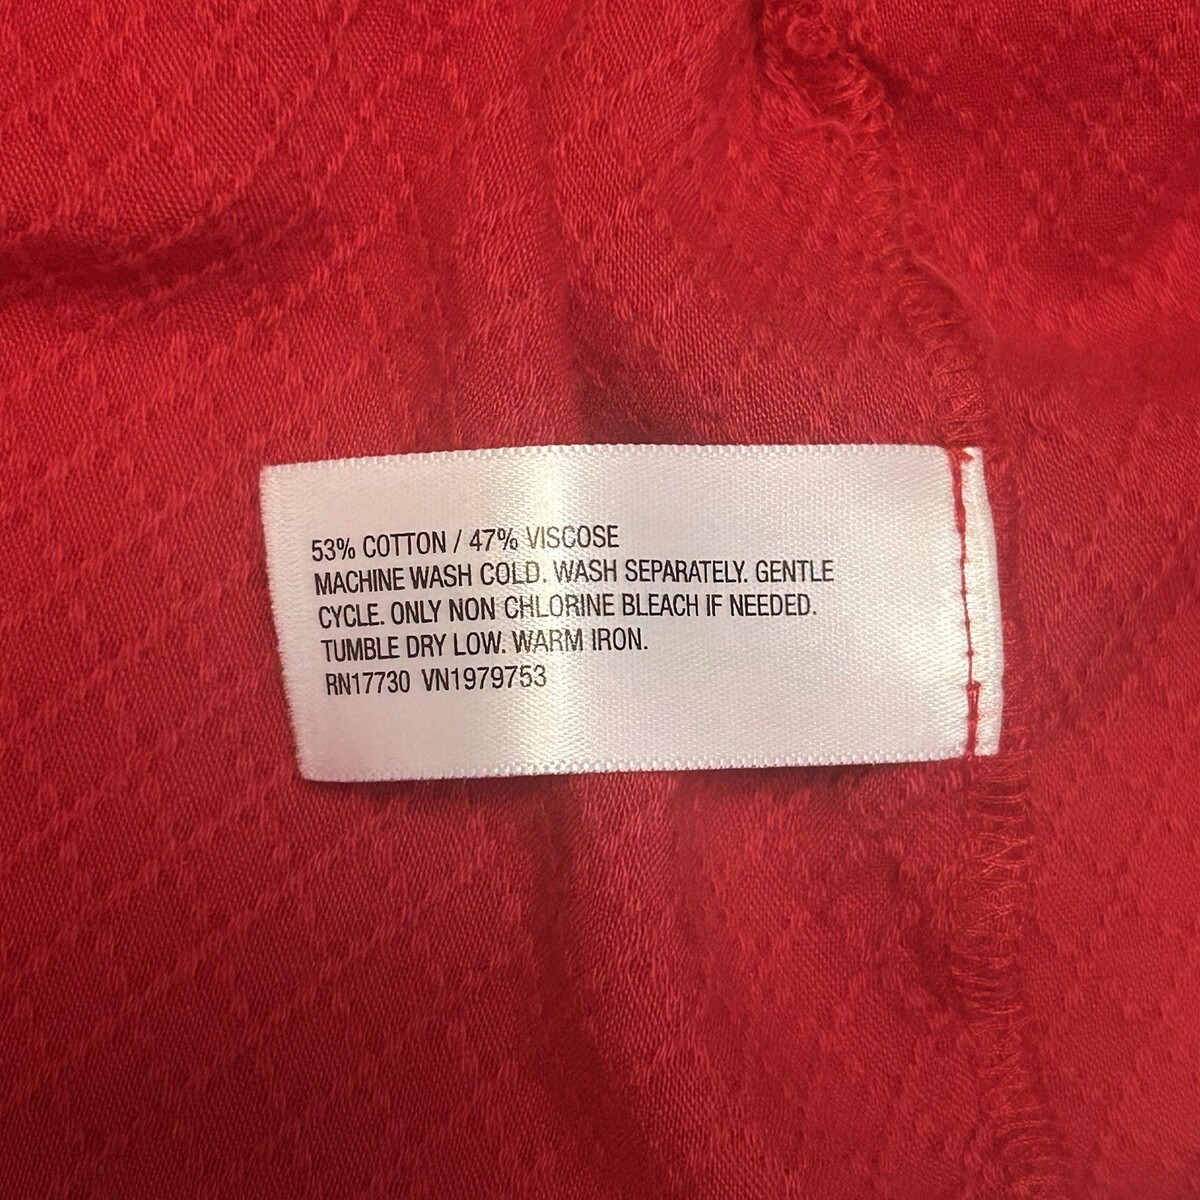 53% COTTON / 47% VISCOSE
MACHINE WASH COLD. WASH SEPARATELY. GENTLE
CYCLE. ONLY NON CHLORINE BLEACH IF NEEDED.
TUMBLE DRY LOW. WARM IRON.
RN17730 VN1979753